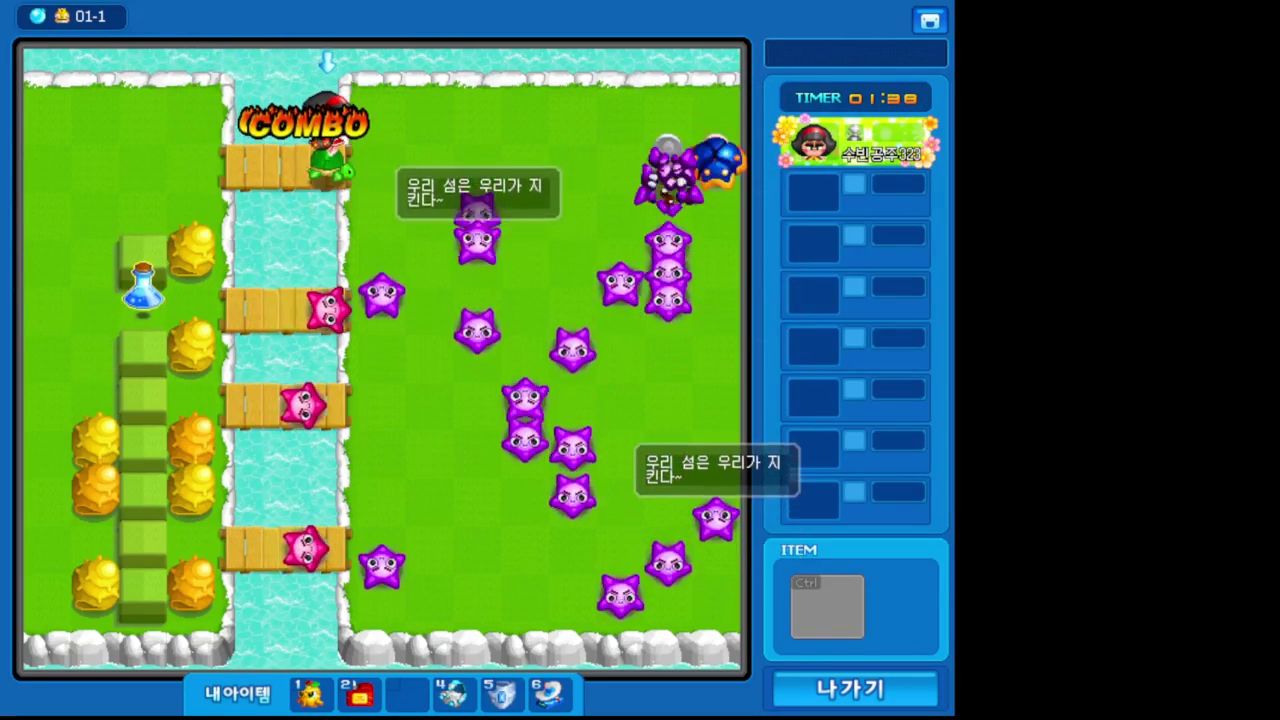 01-1
COMBO
우리 섬은 우리가 지
킨다~
우리 섬은 우리가 지
킨다~
TIMER 01:38
수빈공주323
ITEM
Ctrl
내아이템
1
2
4
5
6
나가기